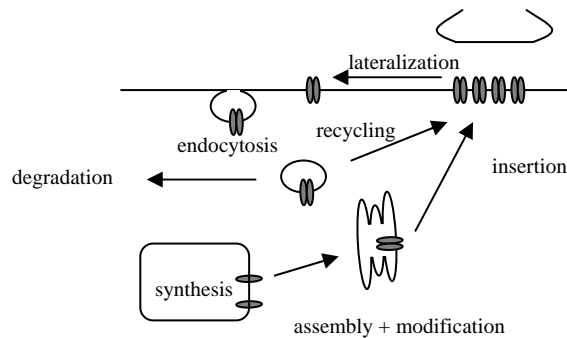 lateralization
recycling
endocytosis
insertion
degradation
synthesis
assembly + modification